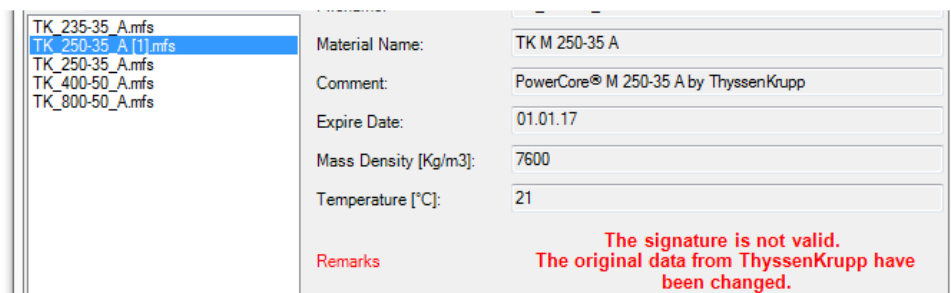 TK_235-35_A.mfs
TK_250-35_A [1].mfs
TK_250-35_A.mfs
TK_400-50_A.mfs
TK_800-50_A.mfs
Material Name: TK M 250-35 A
Comment: PowerCore® M 250-35 A by ThyssenKrupp
Expire Date: 01.01.17
Mass Density [Kg/m3]: 7600
Temperature [°C]: 21
Remarks
The signature is not valid.
The original data from ThyssenKrupp have
been changed.